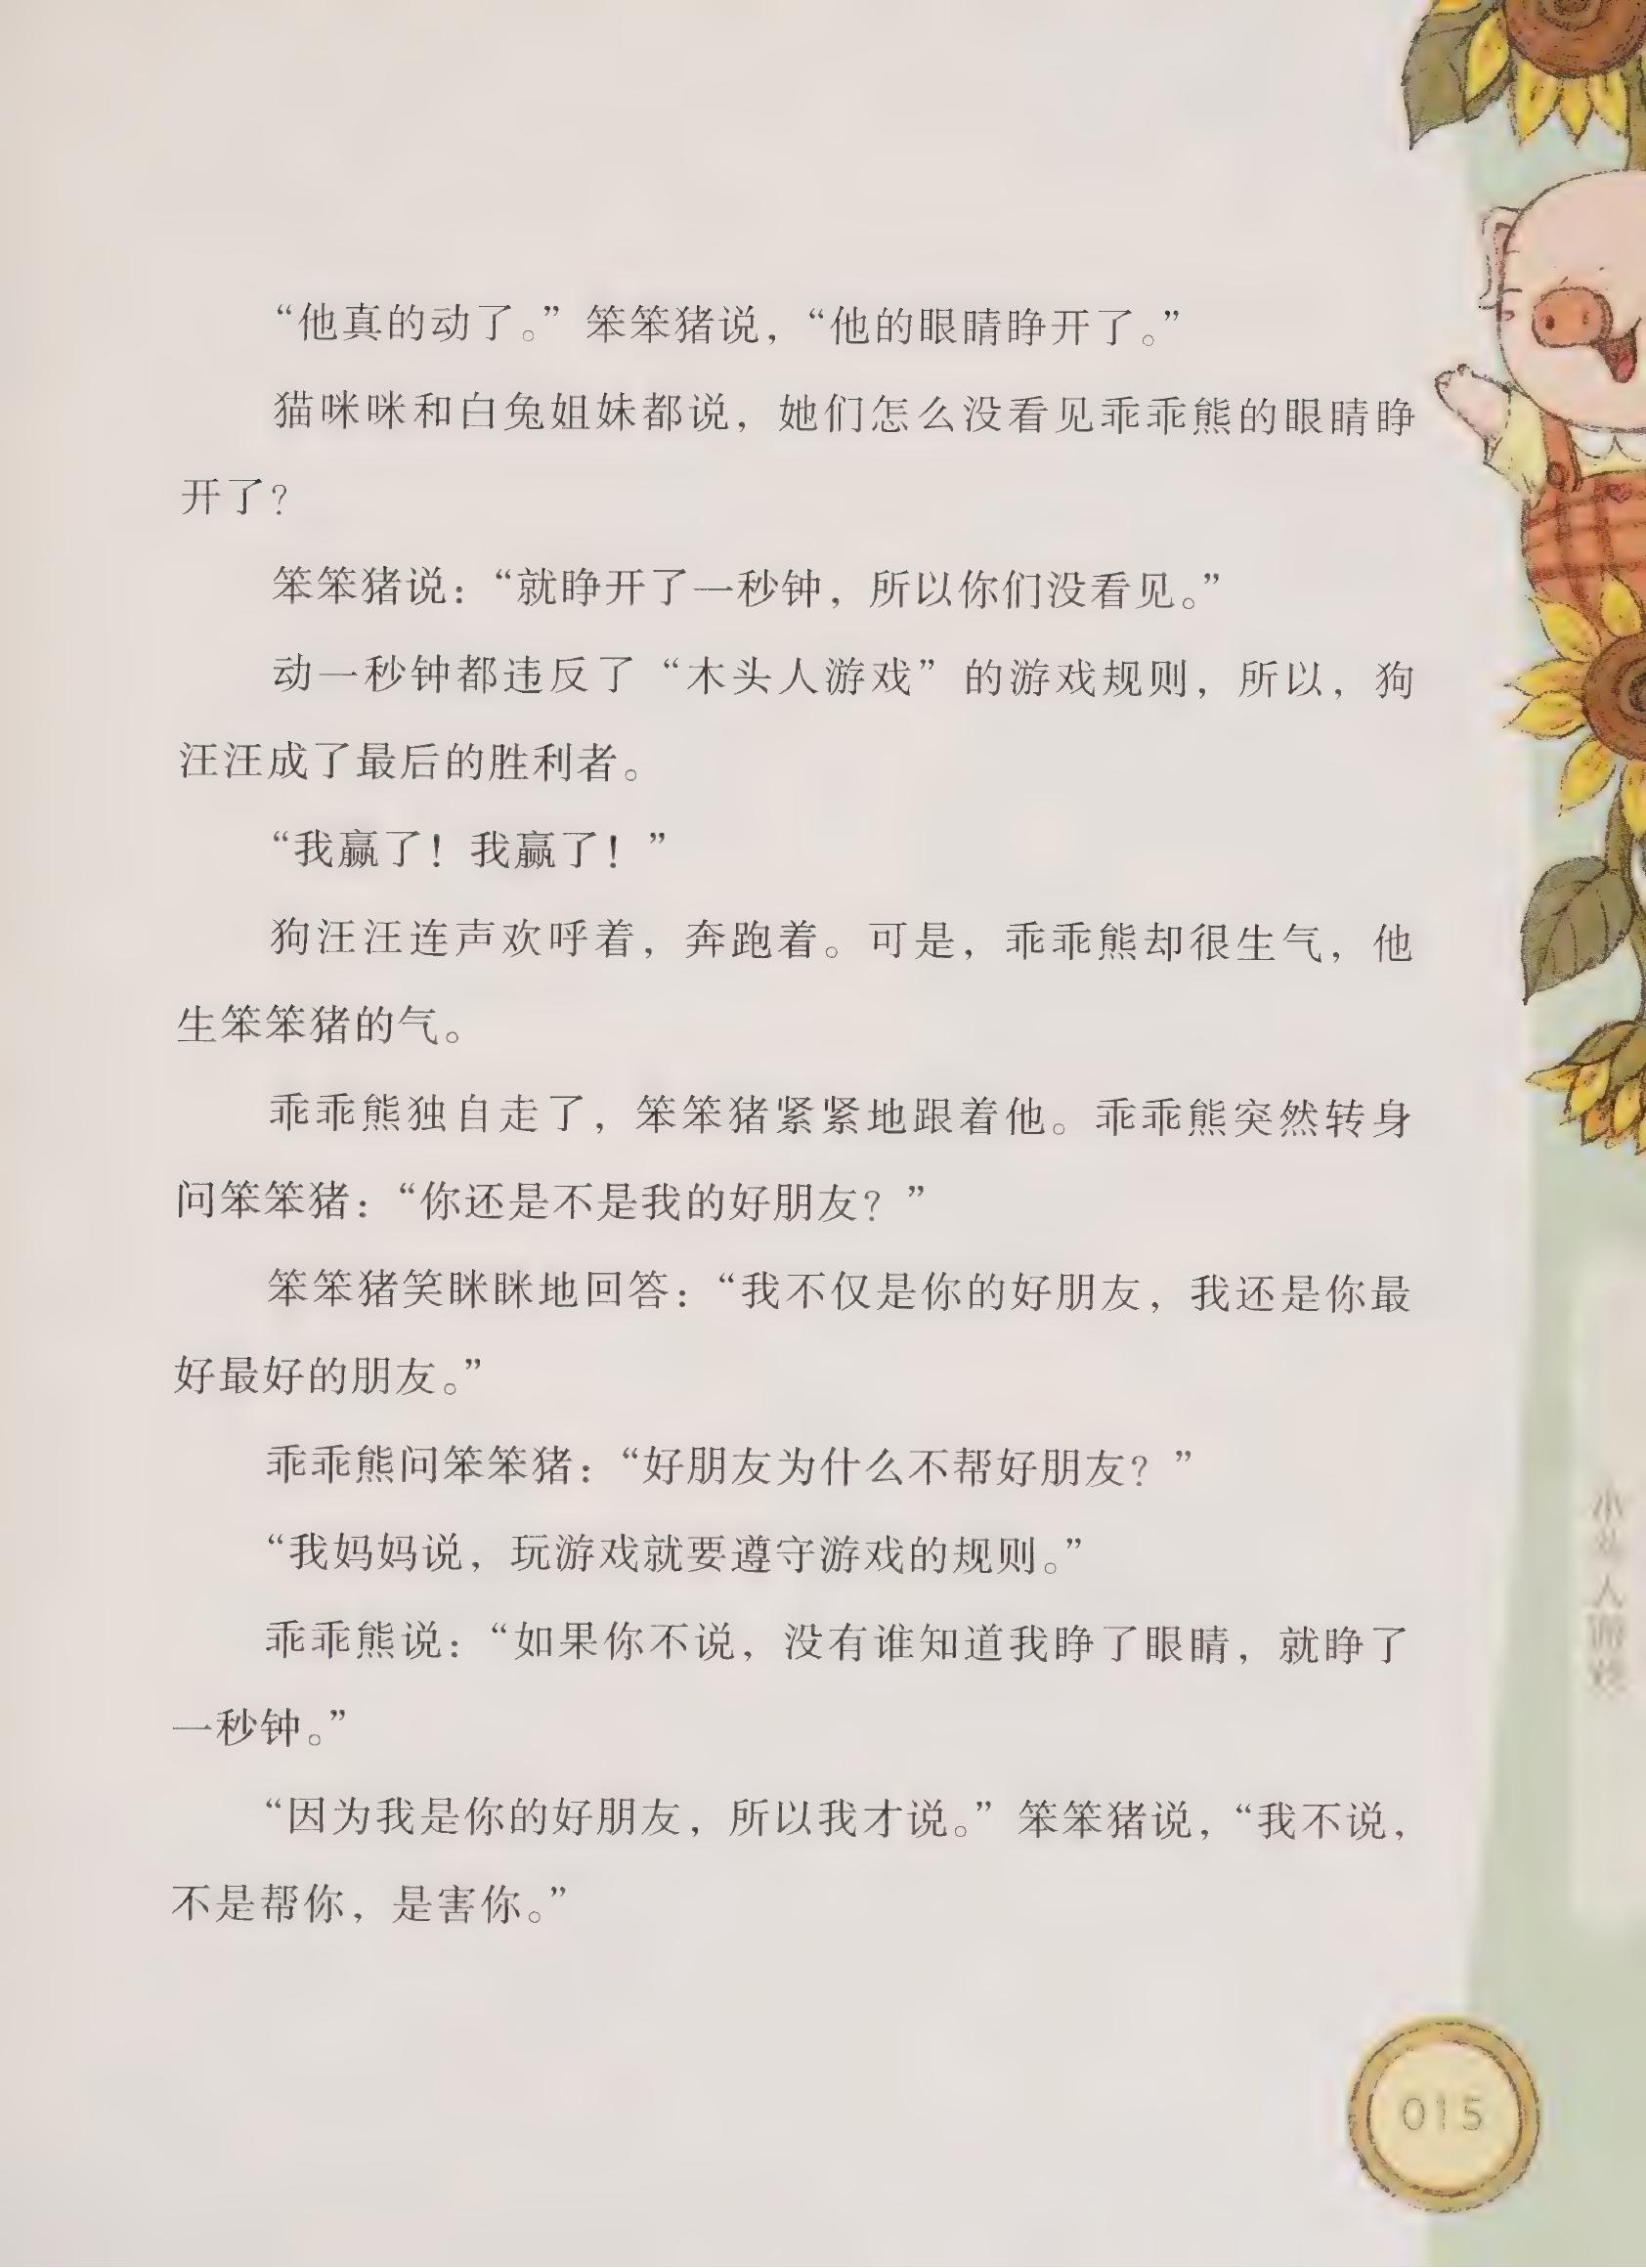 “他真的动了。”笨笨猪说，“他的眼睛睁开了。”
猫咪咪和白兔姐妹都说，她们怎么没看见乖乖熊的眼睛睁
开了？
笨笨猪说：“就睁开了一秒钟，所以你们没看见。”
动一秒钟都违反了“木头人游戏”的游戏规则，所以，狗
汪汪成了最后的胜利者。
“我赢了！我赢了！”
狗汪汪连声欢呼着，奔跑着。可是，乖乖熊却很生气，他
生笨笨猪的气。
乖乖熊独自走了，笨笨猪紧紧地跟着他。乖乖熊突然转身
问笨笨猪：“你还是不是我的好朋友？”
笨笨猪笑眯眯地回答：“我不仅是你的好朋友，我还是你最
好最好的朋友。”
乖乖熊问笨笨猪：“好朋友为什么不帮好朋友？”
“我妈妈说，玩游戏就要遵守游戏的规则。”
乖乖熊说：“如果你不说，没有谁知道我睁了眼睛，就睁了
一秒钟。”
“因为我是你的好朋友，所以我才说。”笨笨猪说，“我不说，
不是帮你，是害你。”
木头人游戏
015